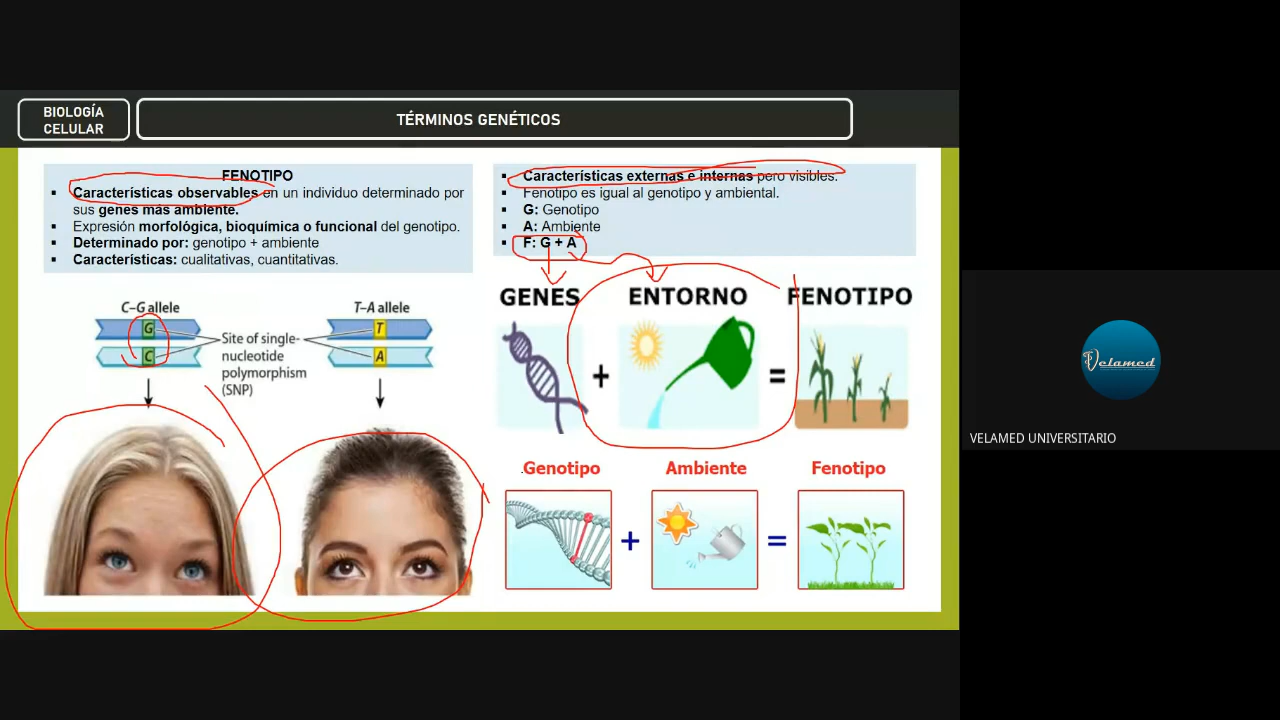 BIOLOGÍA
CELULAR
TÉRMINOS GENÉTICOS
FENOTIPO
▪ Características observables en un individuo determinado por
sus genes más ambiente.
▪ Expresión morfológica, bioquímica o funcional del genotipo.
▪ Determinado por: genotipo + ambiente
▪ Características: cualitativas, cuantitativas.
▪ Características externas e internas pero visibles.
▪ Fenotipo es igual al genotipo y ambiental.
▪ G: Genotipo
▪ A: Ambiente
▪ F: G + A
C–G allele
T–A allele
G
C
Site of single-
nucleotide
polymorphism
(SNP)
T
A
GENES
+
ENTORNO
=
FENOTIPO
Genotipo
+
Ambiente
=
Fenotipo
Velamed
VELAMED UNIVERSITARIO